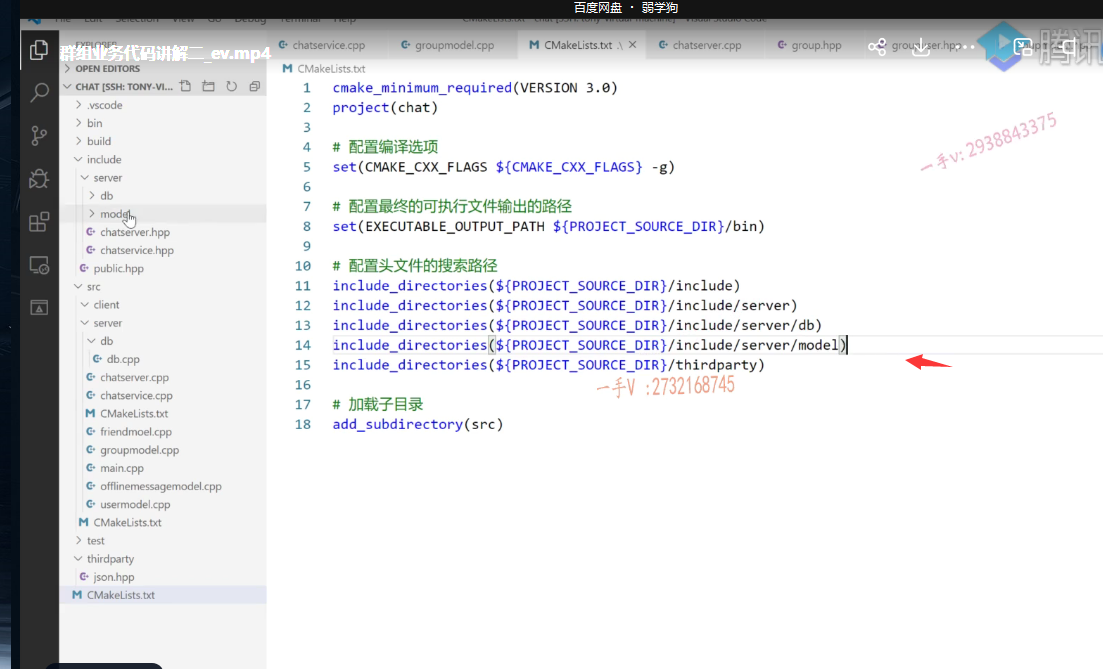 百度网盘 · 弱学狗
群组业务代码讲解二_ev.mp4
chatservice.cpp
groupmodel.cpp
CMakeLists.txt .\
chatserver.cpp
group.hpp
腾讯
OPEN EDITORS
CHAT [SSH: TONY-VI...
.vscode
bin
build
include
server
db
model
chatserver.hpp
chatservice.hpp
public.hpp
src
client
server
db
db.cpp
chatserver.cpp
chatservice.cpp
CMakeLists.txt
friendmoel.cpp
groupmodel.cpp
main.cpp
offlinemessagemodel.cpp
usermodel.cpp
CMakeLists.txt
test
thirdparty
json.hpp
CMakeLists.txt
CMakeLists.txt
1 cmake_minimum_required(VERSION 3.0)
2 project(chat)
3
4 # 配置编译选项
5 set(CMAKE_CXX_FLAGS ${CMAKE_CXX_FLAGS} -g)
6
7 # 配置最终的可执行文件输出的路径
8 set(EXECUTABLE_OUTPUT_PATH ${PROJECT_SOURCE_DIR}/bin)
9
10 # 配置头文件的搜索路径
11 include_directories(${PROJECT_SOURCE_DIR}/include)
12 include_directories(${PROJECT_SOURCE_DIR}/include/server)
13 include_directories(${PROJECT_SOURCE_DIR}/include/server/db)
14 include_directories(${PROJECT_SOURCE_DIR}/include/server/model)
15 include_directories(${PROJECT_SOURCE_DIR}/thirdparty)
16
17 # 加载子目录
18 add_subdirectory(src)
一手v: 2938843375
一手V :2732168745